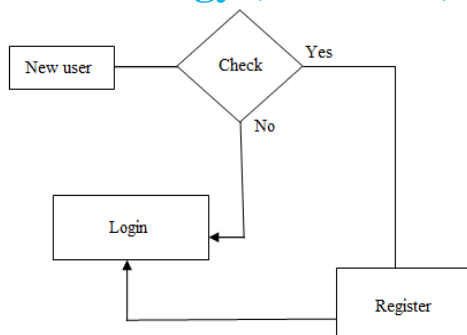 New user
Check
Yes
No
Login
Register